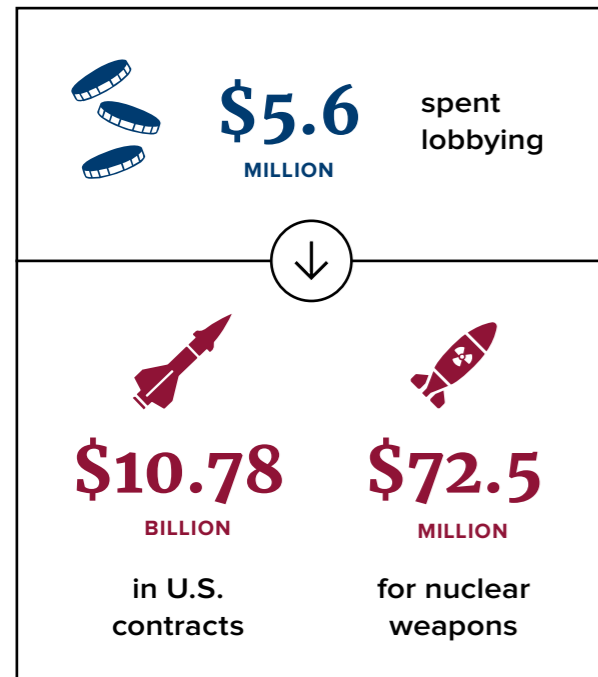 $5.6
MILLION
spent
lobbying
$10.78
BILLION
in U.S.
contracts
$72.5
MILLION
for nuclear
weapons